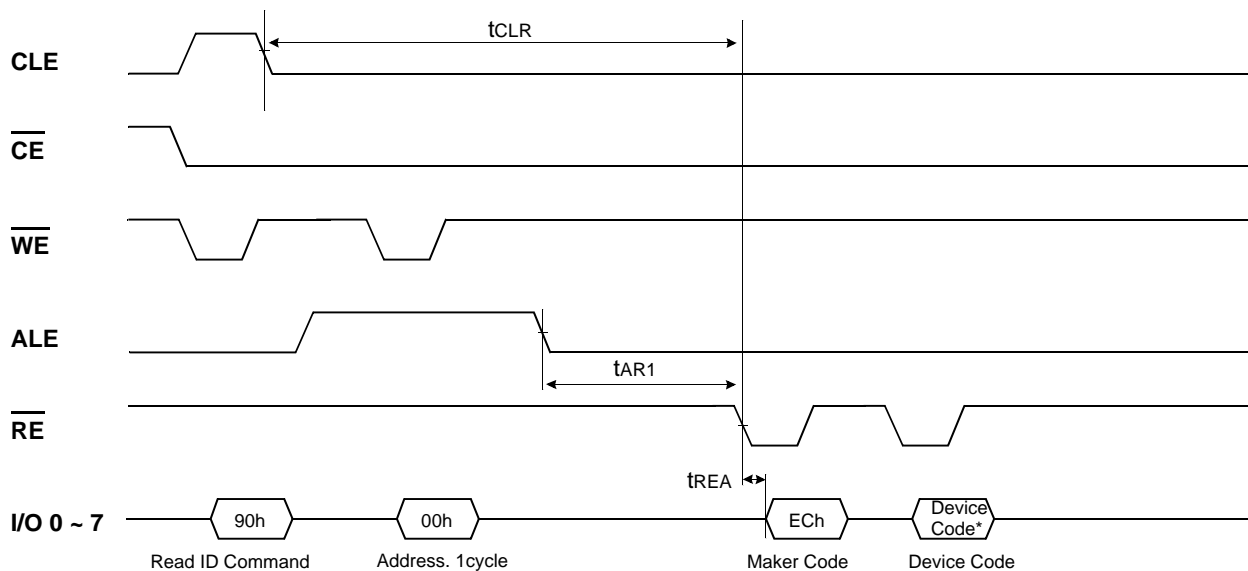 tCLR
CLE
CE
WE
ALE
tAR1
RE
tREA
I/O 0 ~ 7
90h
00h
ECh
Device
Code*
Read ID Command
Address. 1cycle
Maker Code
Device Code